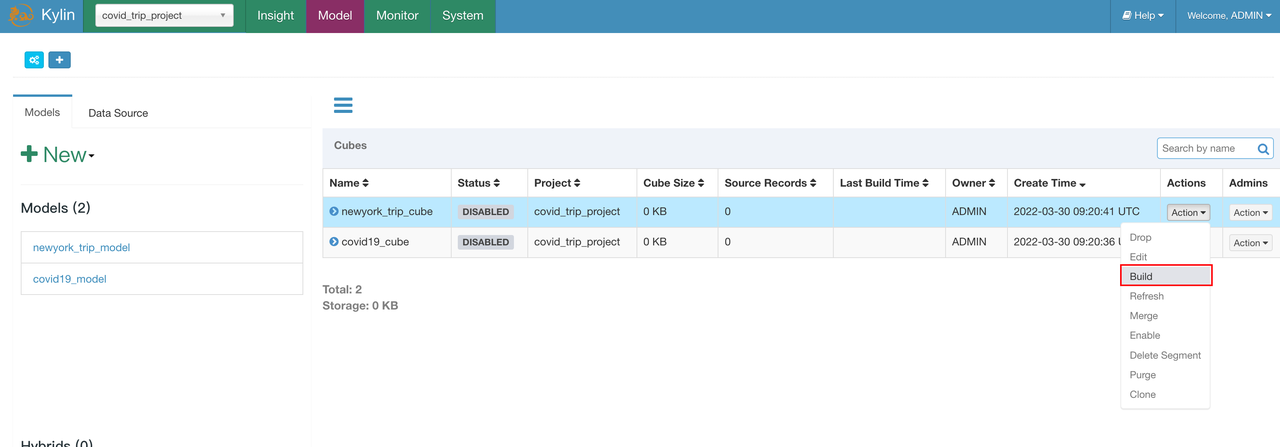 Kylin covid_trip_project Insight Model Monitor System Help Welcome, ADMIN
Models Data Source
New
Models (2)
newyork_trip_model
covid19_model
Hybrids (0)
Cubes Search by name
Name Status Project Cube Size Source Records Last Build Time Owner Create Time Actions Admins
newyork_trip_cube DISABLED covid_trip_project 0 KB 0 ADMIN 2022-03-30 09:20:41 UTC Action Action
covid19_cube DISABLED covid_trip_project 0 KB 0 ADMIN 2022-03-30 09:20:36 Action
Drop
Edit
Build
Refresh
Merge
Enable
Delete Segment
Purge
Clone
Total: 2
Storage: 0 KB